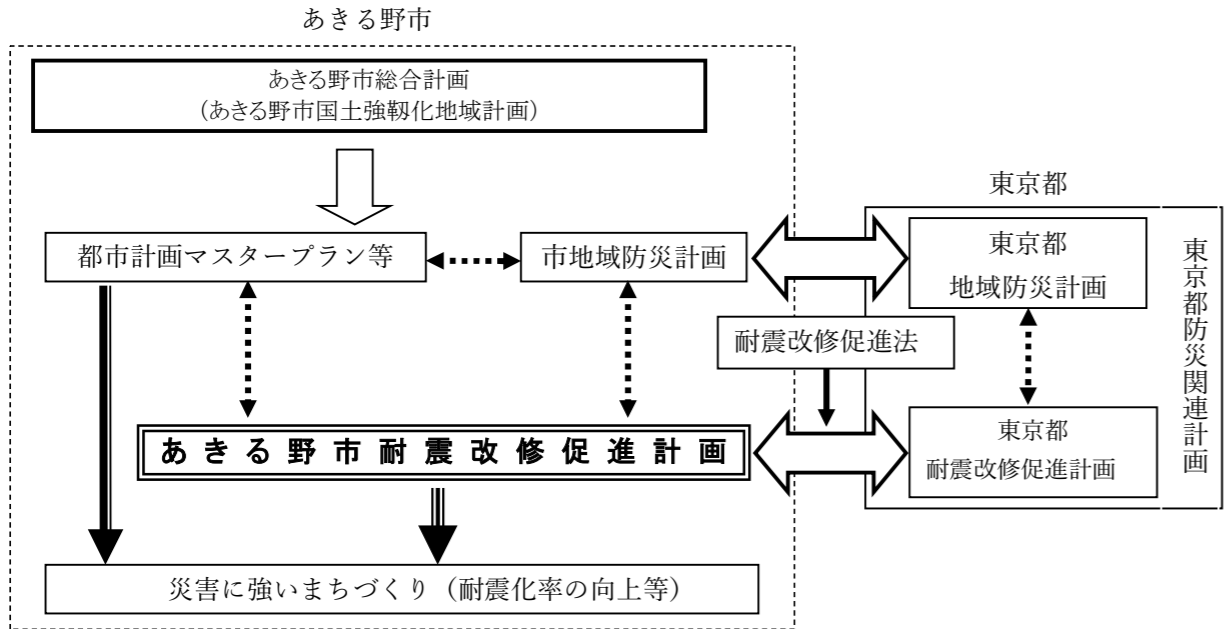 あきる野市
あきる野市総合計画
（あきる野市国土強靱化地域計画）
東京都
都市計画マスタープラン等
市地域防災計画
東京都
地域防災計画
東京都防災関連計画
耐震改修促進法
あきる野市耐震改修促進計画
東京都
耐震改修促進計画
災害に強いまちづくり（耐震化率の向上等）